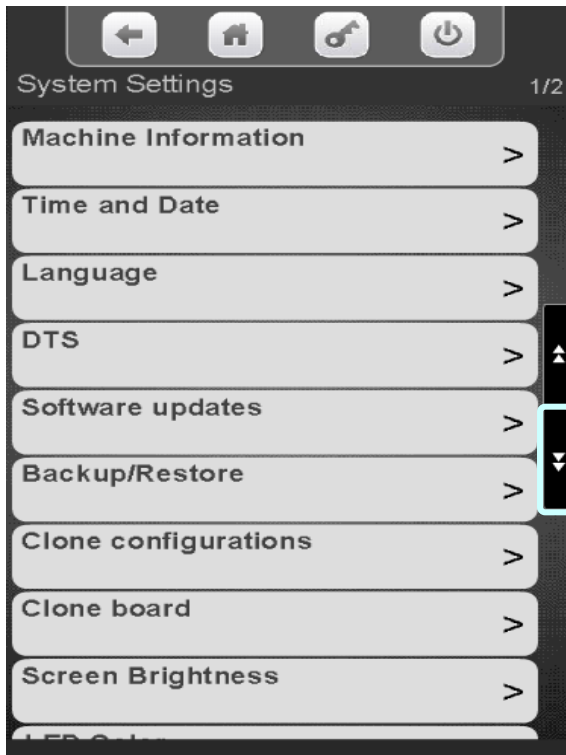 System Settings 1/2
Machine Information >
Time and Date >
Language >
DTS >
Software updates >
Backup/Restore >
Clone configurations >
Clone board >
Screen Brightness >